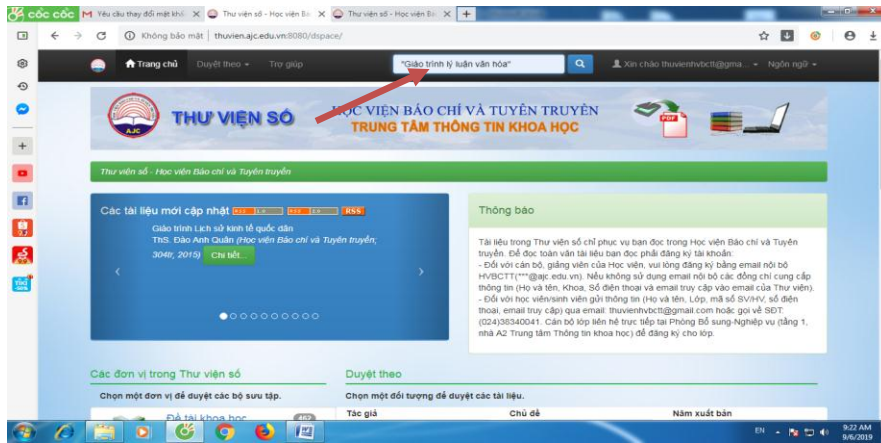 cốc cốc
Yêu cầu thay đổi mật khẩ
Thư viện số - Học viện Bá
Thư viện số - Học viện Bá
Không bảo mật | thuvien.ajc.edu.vn:8080/dspace/
Trang chủ Duyệt theo Trợ giúp "Giáo trình lý luận văn hóa" Xin chào thuvienhvbctt@gma... Ngôn ngữ
AJC
THƯ VIỆN SỐ
HỌC VIỆN BÁO CHÍ VÀ TUYÊN TRUYỀN
TRUNG TÂM THÔNG TIN KHOA HỌC
PDF
Thư viện số - Học viện Báo chí và Tuyên truyền
Các tài liệu mới cập nhật RSS 1.0 RSS 2.0 RSS
Giáo trình Lịch sử kinh tế quốc dân
ThS. Đào Anh Quân (Học viện Báo chí và Tuyên truyền;
304tr, 2015) Chi tiết...
Thông báo
Tài liệu trong Thư viện số chỉ phục vụ bạn đọc trong Học viện Báo chí và Tuyên
truyền. Để đọc toàn văn tài liệu bạn đọc phải đăng ký tài khoản:
- Đối với cán bộ, giảng viên của Học viện, vui lòng đăng ký bằng email nội bộ
HVBCTT(***@ajc.edu.vn). Nếu không sử dụng email nội bộ các đồng chí cung cấp
thông tin (Họ và tên, Khoa, Số điện thoại và email truy cập vào email của Thư viện).
- Đối với học viên/sinh viên gửi thông tin (Họ và tên, Lớp, mã số SV/HV, số điện
thoại, email truy cập) qua email: thuvienhvbctt@gmail.com hoặc gọi về SĐT:
(024)38340041. Cán bộ lớp liên hệ trực tiếp tại Phòng Bổ sung-Nghiệp vụ (tầng 1,
nhà A2 Trung tâm Thông tin khoa học) để đăng ký cho lớp.
Các đơn vị trong Thư viện số
Chọn một đơn vị để duyệt các bộ sưu tập.
Đề tài khoa học 462
Duyệt theo
Chọn một đối tượng để duyệt các tài liệu.
Tác giả Chủ đề Năm xuất bản
EN
9:22 AM
9/6/2019